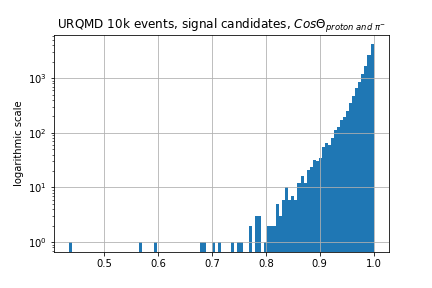 URQMD 10k events, signal candidates, CosΘproton and π⁻
logarithmic scale
10³
10²
10¹
10⁰
0.5 0.6 0.7 0.8 0.9 1.0